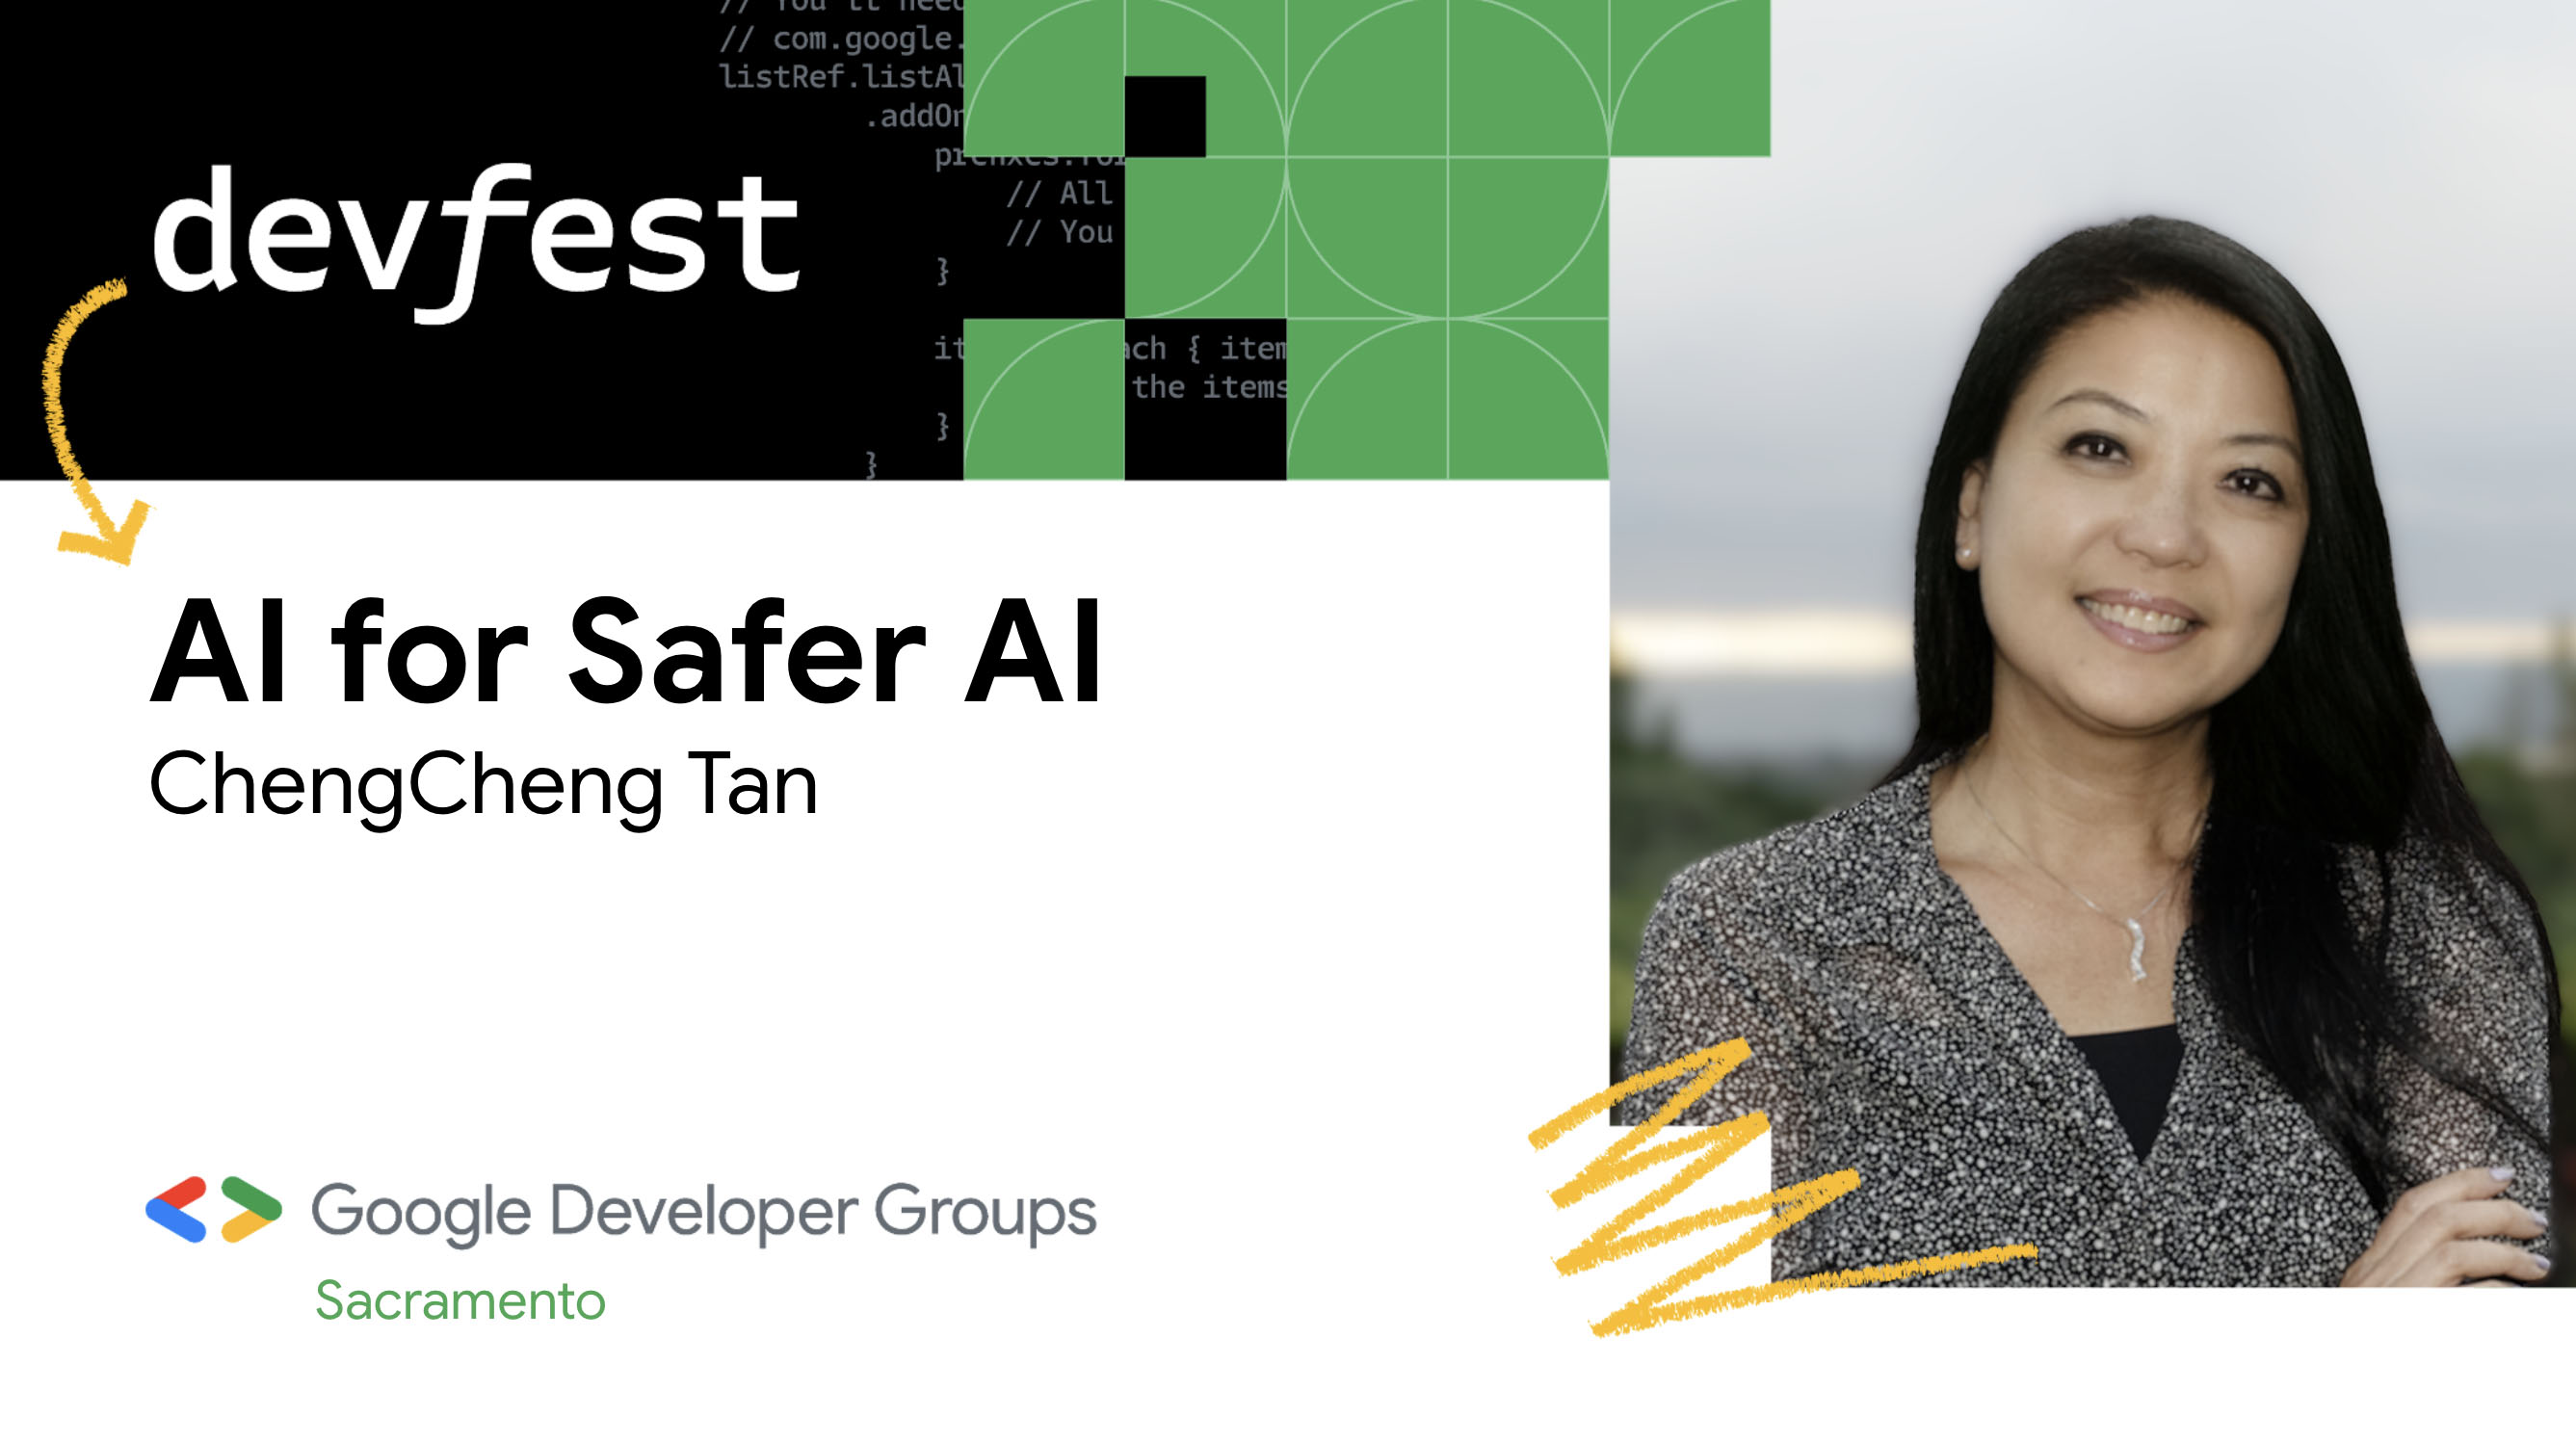 // com.google.
listRef.listAl
.addOn
// All
// You
}
ach { item
the items
}
}
devfest
AI for Safer AI
ChengCheng Tan
Google Developer Groups
Sacramento